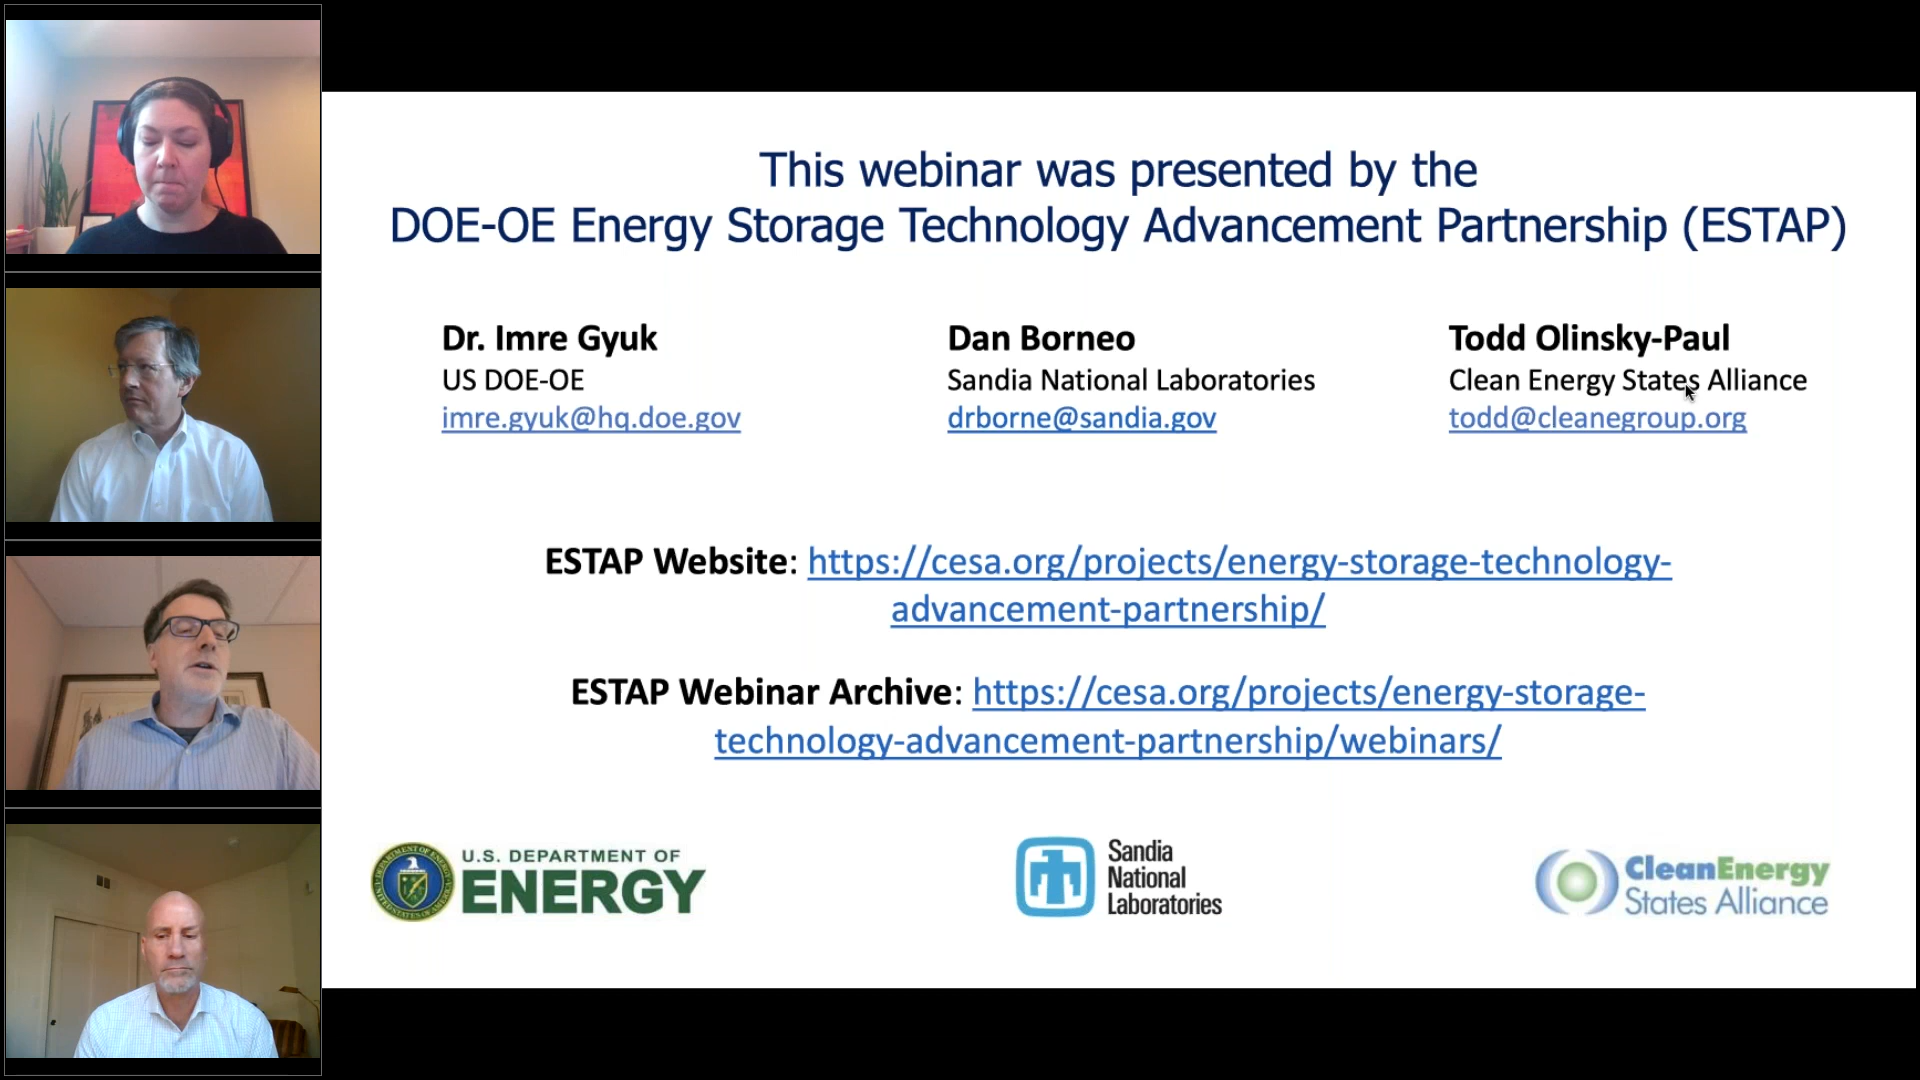 This webinar was presented by the
DOE-OE Energy Storage Technology Advancement Partnership (ESTAP)
Dr. Imre Gyuk
US DOE-OE
imre.gyuk@hq.doe.gov
Dan Borneo
Sandia National Laboratories
drborne@sandia.gov
Todd Olinsky-Paul
Clean Energy States Alliance
todd@cleanegroup.org
ESTAP Website: https://cesa.org/projects/energy-storage-technology-
advancement-partnership/
ESTAP Webinar Archive: https://cesa.org/projects/energy-storage-
technology-advancement-partnership/webinars/
U.S. DEPARTMENT OF
ENERGY
Sandia
National
Laboratories
CleanEnergy
States Alliance